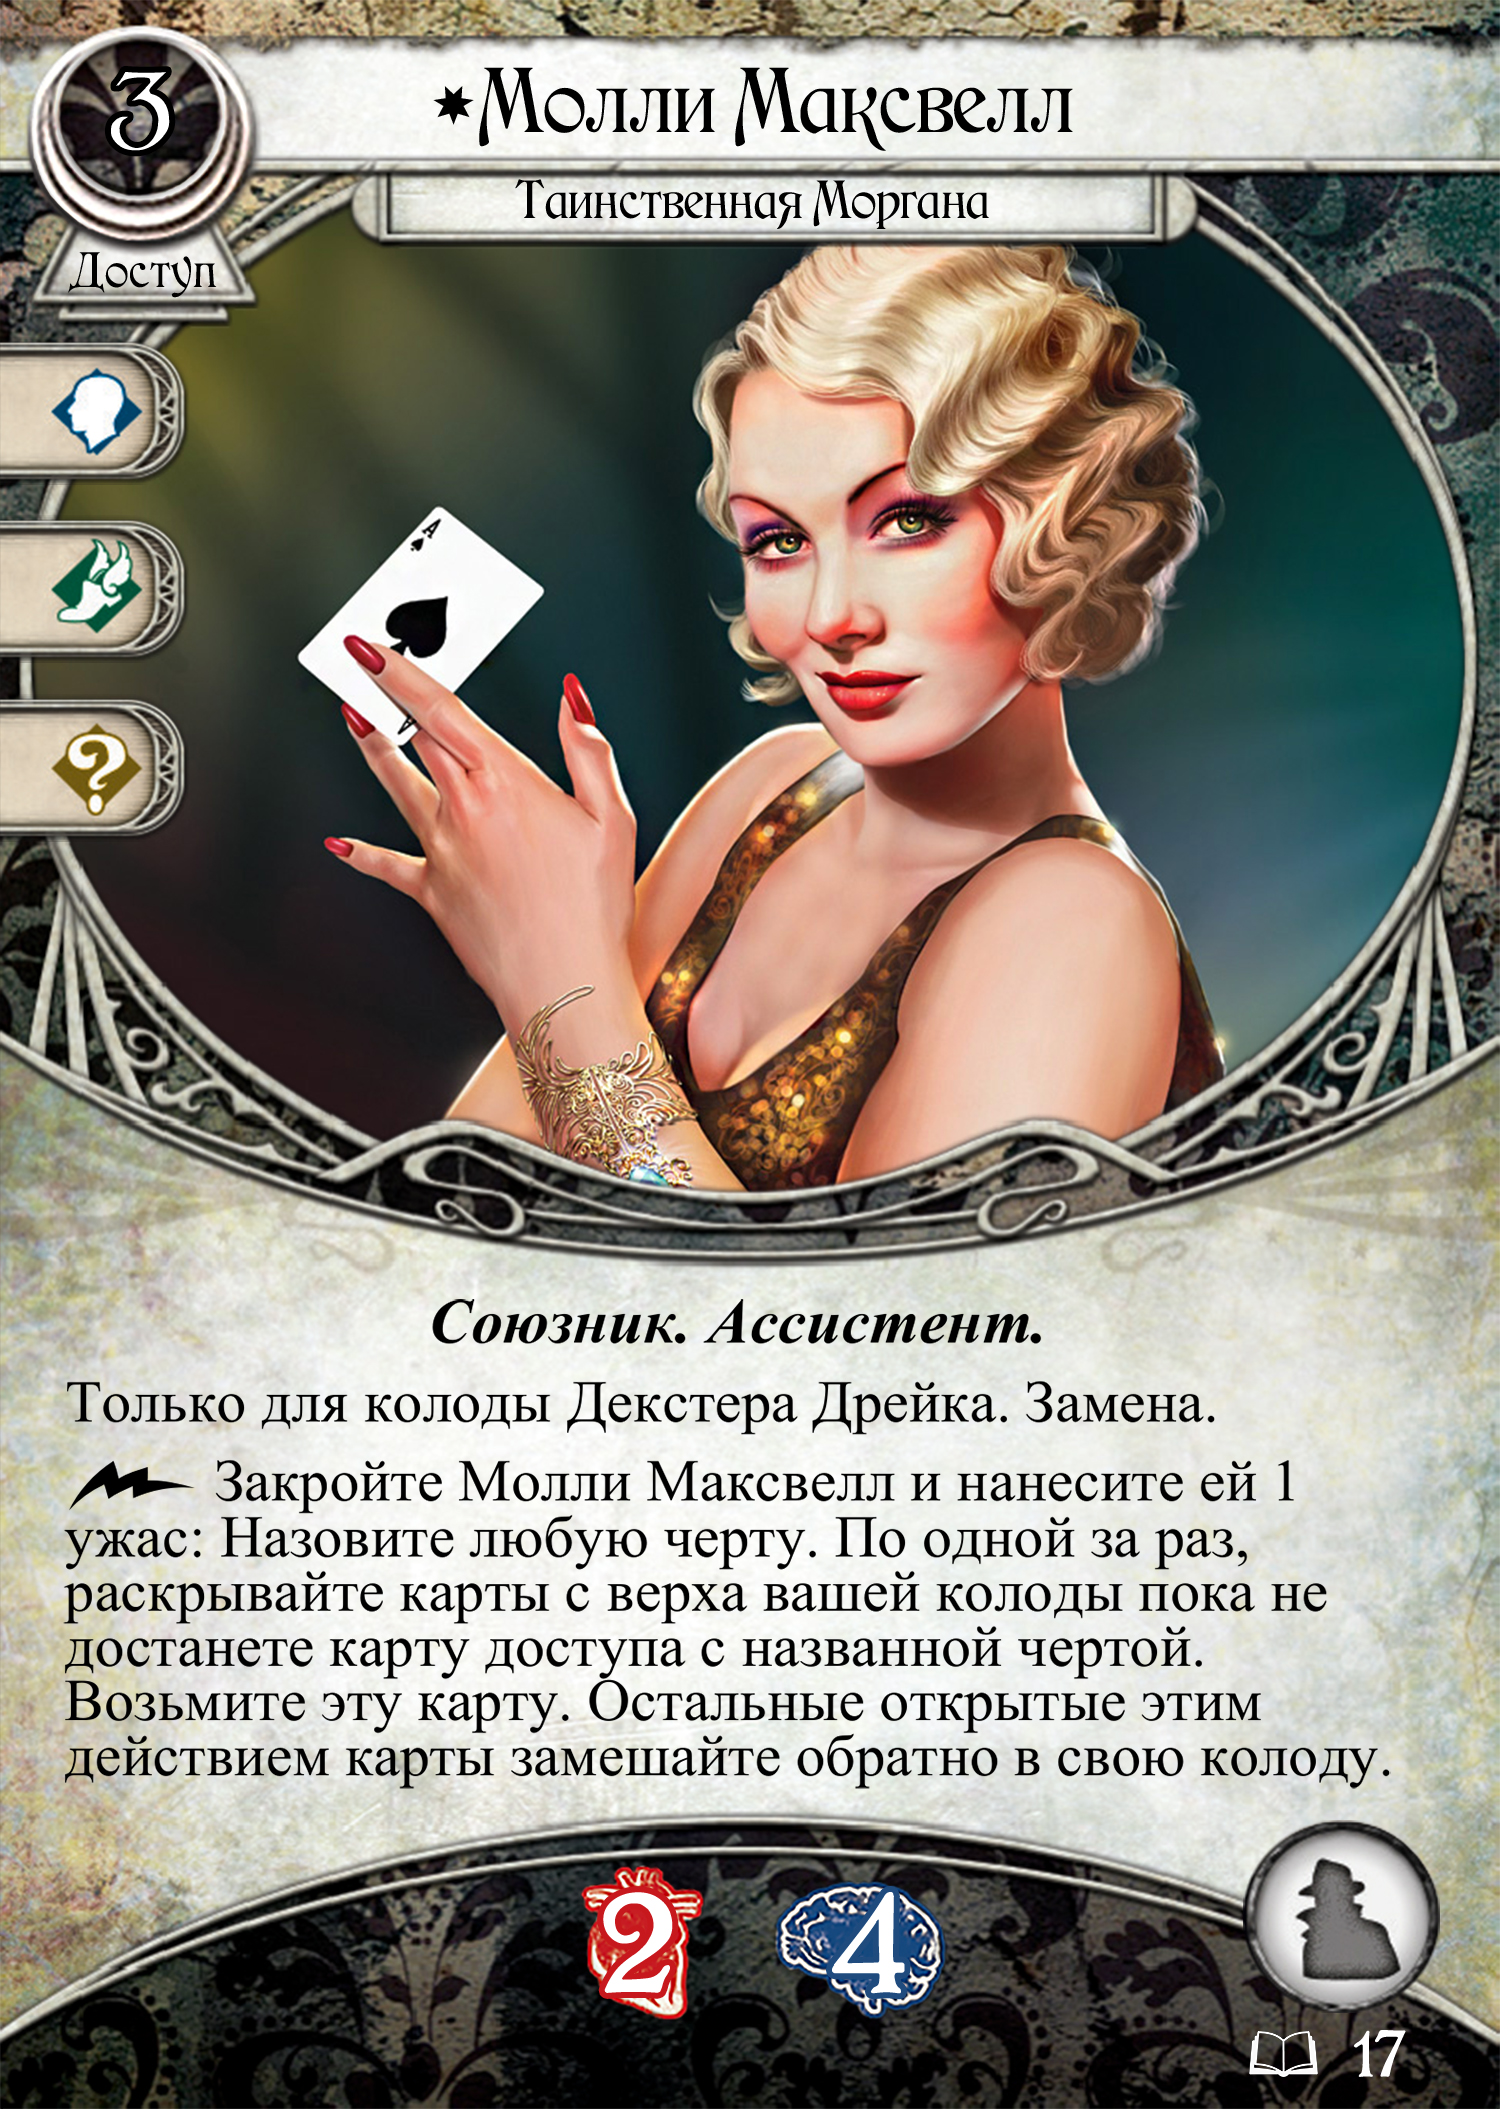 3
Молли Максвелл
Таинственная Моргана
Доступ
?
A
A
Союзник. Ассистент.
Только для колоды Декстера Дрейка. Замена.
Закройте Молли Максвелл и нанесите ей 1
ужас: Назовите любую черту. По одной за раз,
раскрывайте карты с верха вашей колоды пока не
достанете карту доступа с названной чертой.
Возьмите эту карту. Остальные открытые этим
действием карты замешайте обратно в свою колоду.
2
4
17